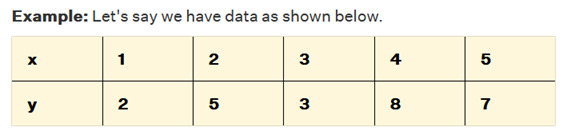 Example: Let's say we have data as shown below.
x 1 2 3 4 5
y 2 5 3 8 7